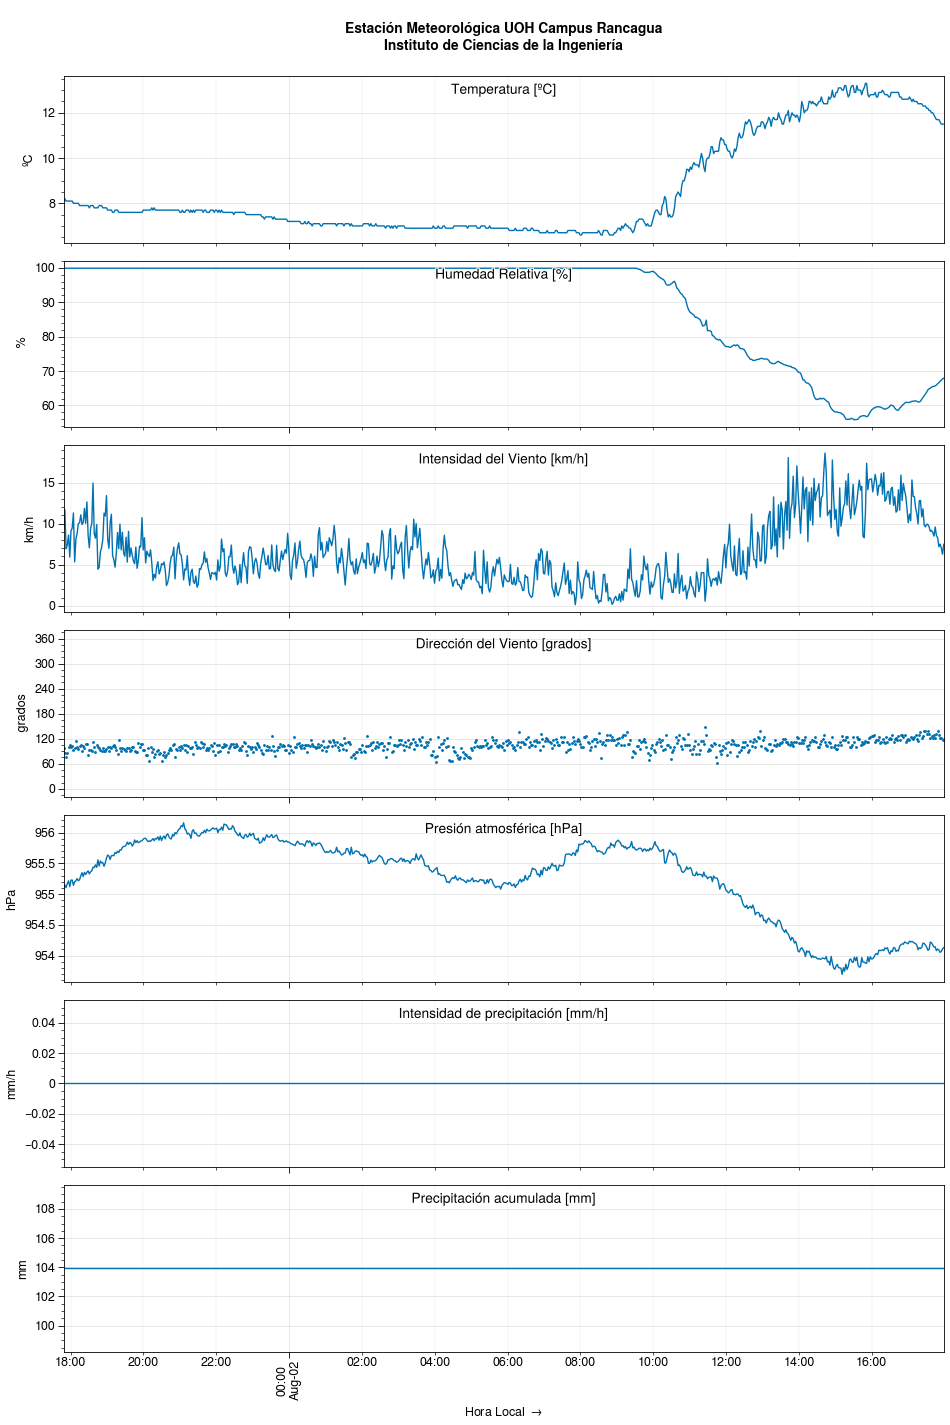 Estación Meteorológica UOH Campus Rancagua
Instituto de Ciencias de la Ingeniería
Temperatura [ºC]
ºC
12
10
8
Humedad Relativa [%]
%
100
90
80
70
60
Intensidad del Viento [km/h]
km/h
15
10
5
0
Dirección del Viento [grados]
grados
360
300
240
180
120
60
0
Presión atmosférica [hPa]
hPa
956
955.5
955
954.5
954
Intensidad de precipitación [mm/h]
mm/h
0.04
0.02
0
−0.02
−0.04
Precipitación acumulada [mm]
mm
108
106
104
102
100
18:00 20:00 22:00 00:00 02:00 04:00 06:00 08:00 10:00 12:00 14:00 16:00
Aug-02
Hora Local →